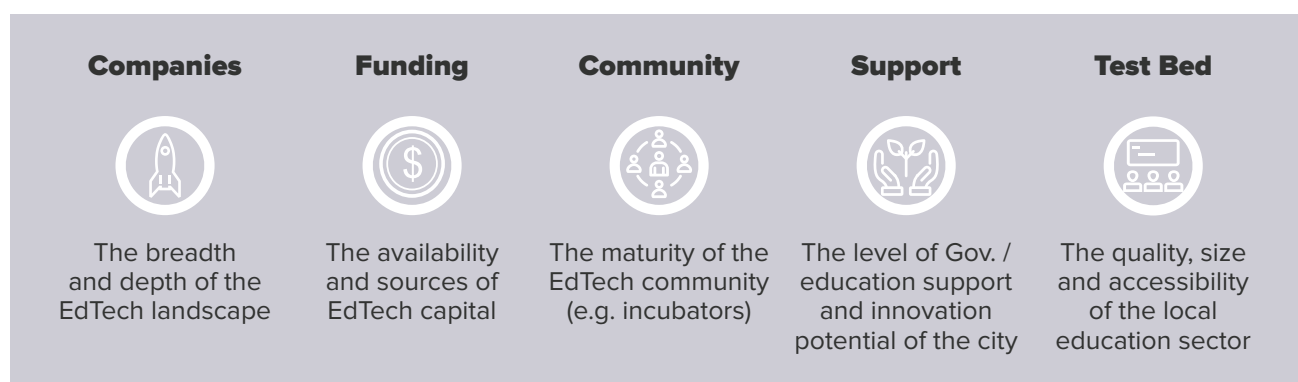 Companies
The breadth
and depth of the
EdTech landscape
Funding
$
The availability
and sources of
EdTech capital
Community
The maturity of the
EdTech community
(e.g. incubators)
Support
The level of Gov. /
education support
and innovation
potential of the city
Test Bed
The quality, size
and accessibility
of the local
education sector